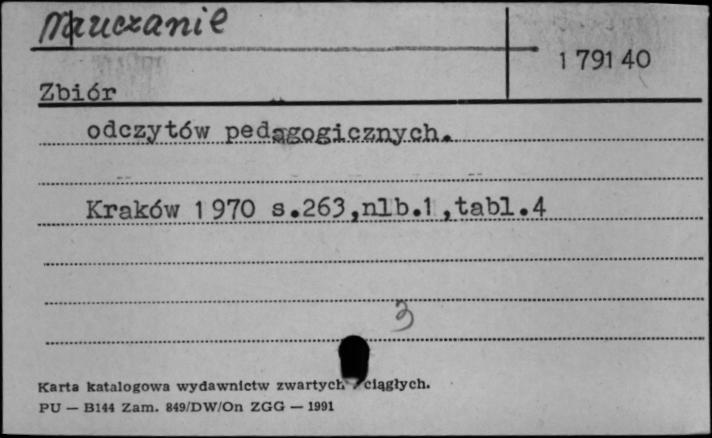 Nauczanie
1 791 40
Zbiór
odczytów pedagogicznych.
Kraków 1970 s.263,nlb.1,tabl.4
3
Karta katalogowa wydawnictw zwartych i ciągłych.
PU — B144 Zam. 849/DW/On ZGG — 1991